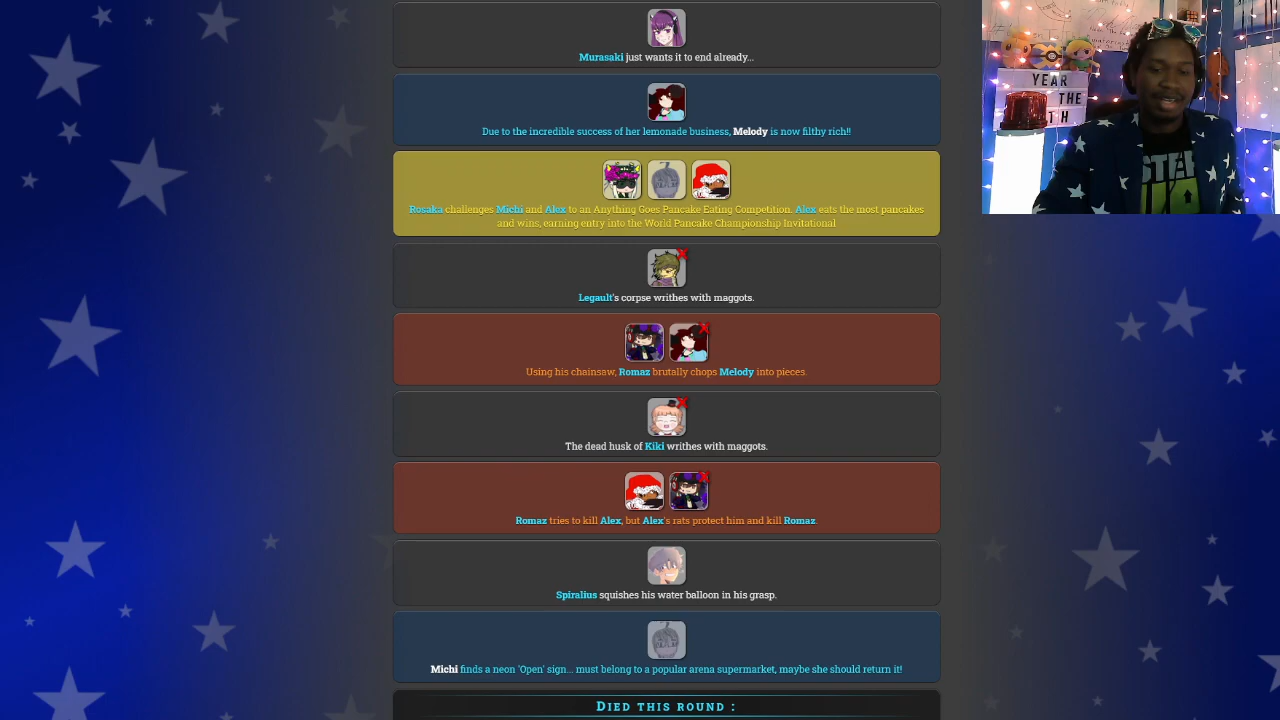 Murasaki just wants it to end already...
Due to the incredible success of her lemonade business, Melody is now filthy rich!!
Rosaka challenges Michi and Alex to an Anything Goes Pancake Eating Competition. Alex eats the most pancakes
and wins, earning entry into the World Pancake Championship Invitational
Legault's corpse writhes with maggots.
Using his chainsaw, Romaz brutally chops Melody into pieces.
The dead husk of Kiki writhes with maggots.
Romaz tries to kill Alex, but Alex's rats protect him and kill Romaz.
Spiralius squishes his water balloon in his grasp.
Michi finds a neon 'Open' sign... must belong to a popular arena supermarket, maybe she should return it!
DIED THIS ROUND :
YEAR
THE
TH